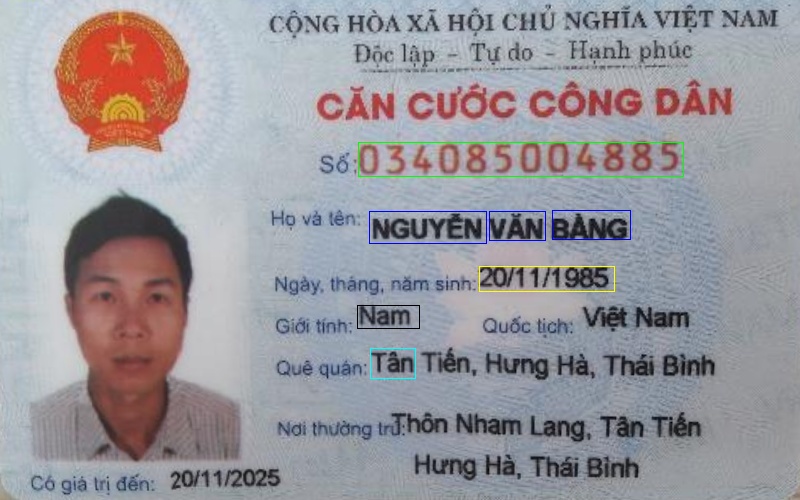 CỘNG HÒA XÃ HỘI CHỦ NGHĨA VIỆT NAM
Độc lập - Tự do - Hạnh phúc
CĂN CƯỚC CÔNG DÂN
Số: 034085004885
Họ và tên: NGUYỄN VĂN BẰNG
Ngày, tháng, năm sinh: 20/11/1985
Giới tính: Nam Quốc tịch: Việt Nam
Quê quán: Tân Tiến, Hưng Hà, Thái Bình
Nơi thường trú: Thôn Nham Lang, Tân Tiến
Hưng Hà, Thái Bình
Có giá trị đến: 20/11/2025